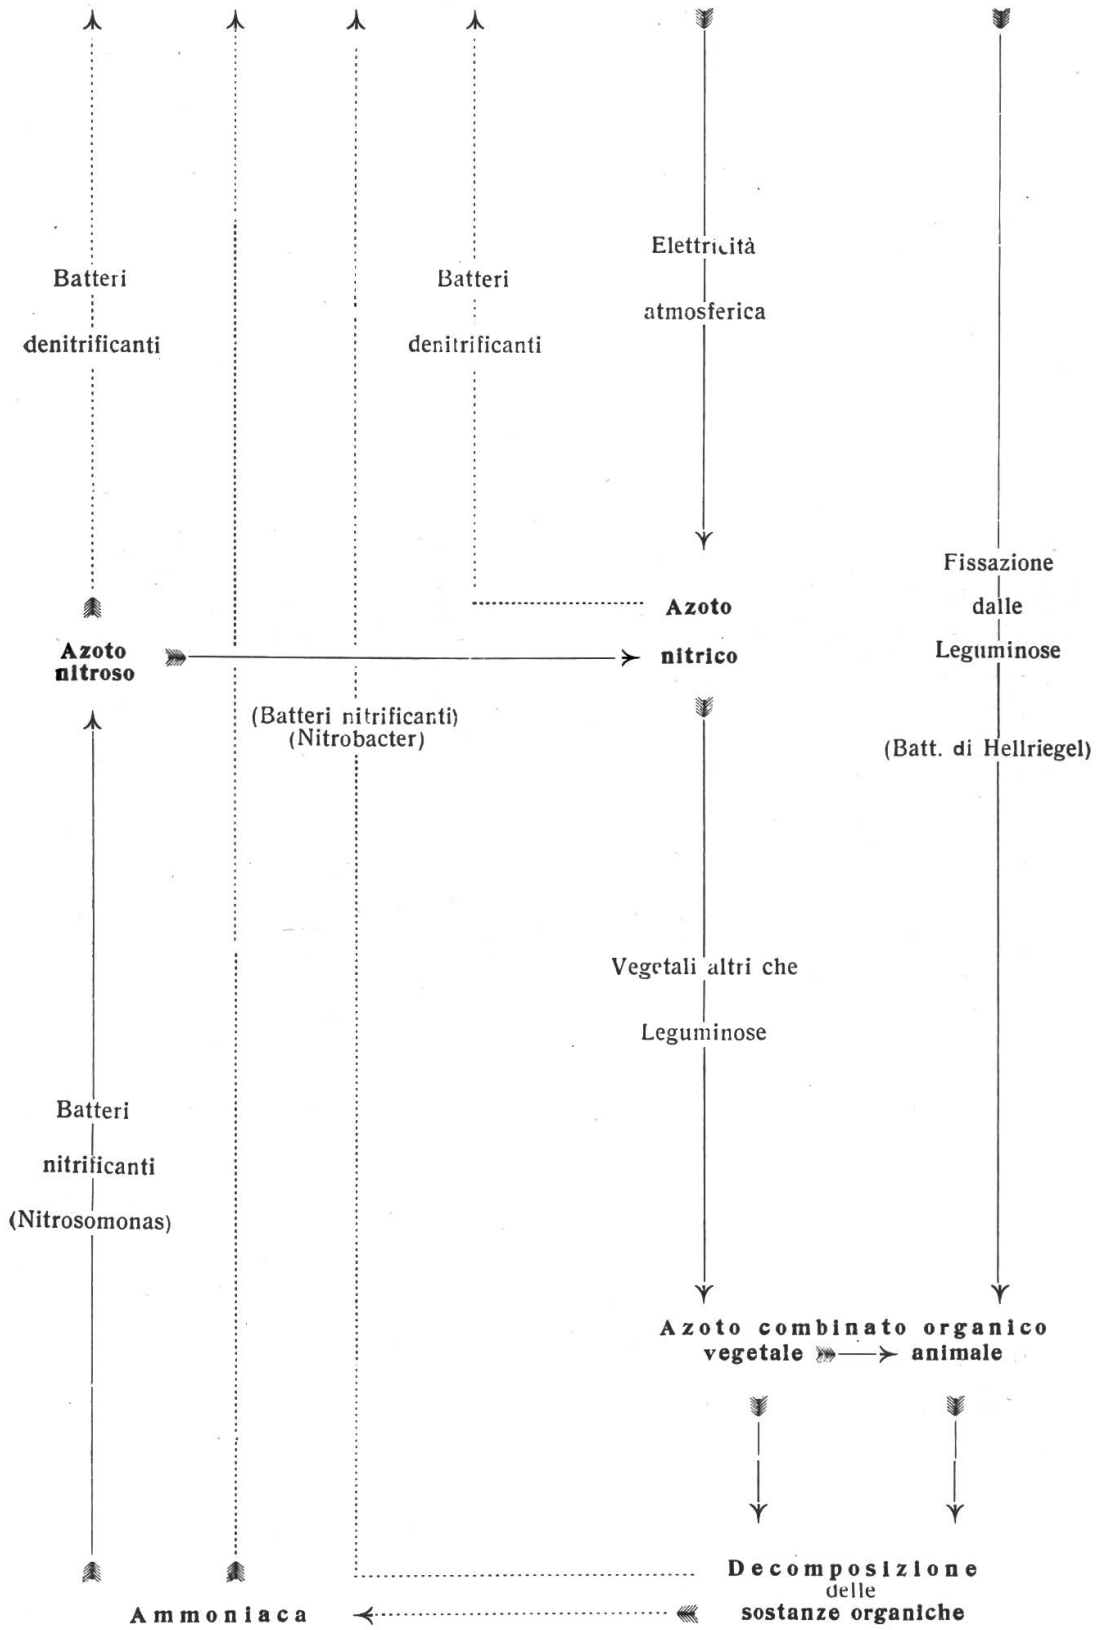 Elettricità
atmosferica
Batteri
denitrificanti
Batteri
denitrificanti
Fissazione
dalle
Leguminose
(Batt. di Hellriegel)
Azoto
nitrico
Azoto
nitroso
(Batteri nitrificanti)
(Nitrobacter)
Vegetali altri che
Leguminose
Batteri
nitrificanti
(Nitrosomonas)
Azoto combinato organico
vegetale animale
Decomposizione
delle
sostanze organiche
Ammoniaca